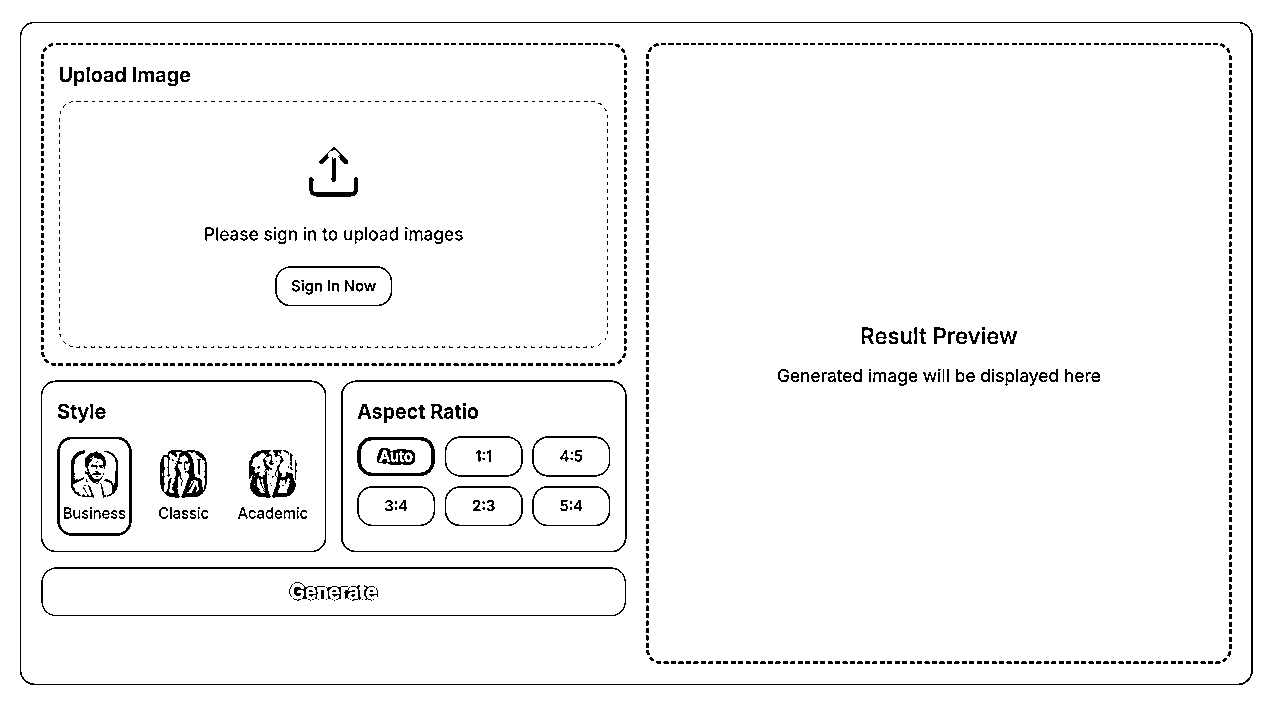 Upload Image
Please sign in to upload images
Sign In Now
Style
Business
Classic
Academic
Aspect Ratio
Auto
1:1
4:5
3:4
2:3
5:4
Generate
Result Preview
Generated image will be displayed here